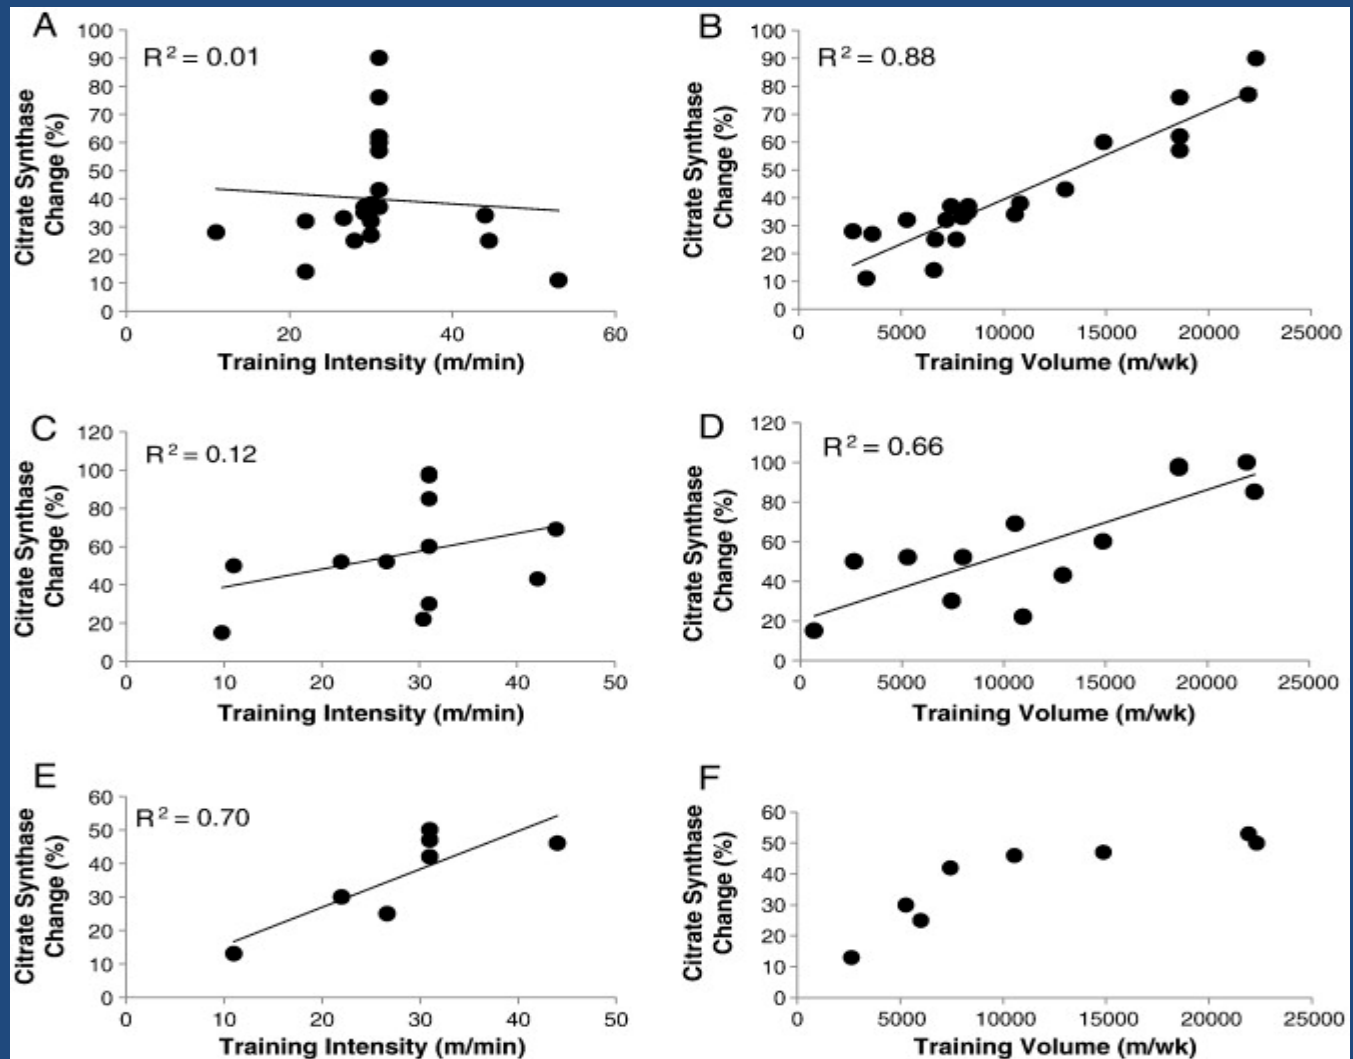 A
R² = 0.01
Citrate Synthase
Change (%)
100
90
80
70
60
50
40
30
20
10
0
0 20 40 60
Training Intensity (m/min)
B
R² = 0.88
Citrate Synthase
Change (%)
100
90
80
70
60
50
40
30
20
10
0
0 5000 10000 15000 20000 25000
Training Volume (m/wk)
C
R² = 0.12
Citrate Synthase
Change (%)
120
100
80
60
40
20
0
0 10 20 30 40 50
Training Intensity (m/min)
D
R² = 0.66
Citrate Synthase
Change (%)
120
100
80
60
40
20
0
0 5000 10000 15000 20000 25000
Training Volume (m/wk)
E
R² = 0.70
Citrate Synthase
Change (%)
60
50
40
30
20
10
0
0 10 20 30 40 50
Training Intensity (m/min)
F
Citrate Synthase
Change (%)
60
50
40
30
20
10
0
0 5000 10000 15000 20000 25000
Training Volume (m/wk)